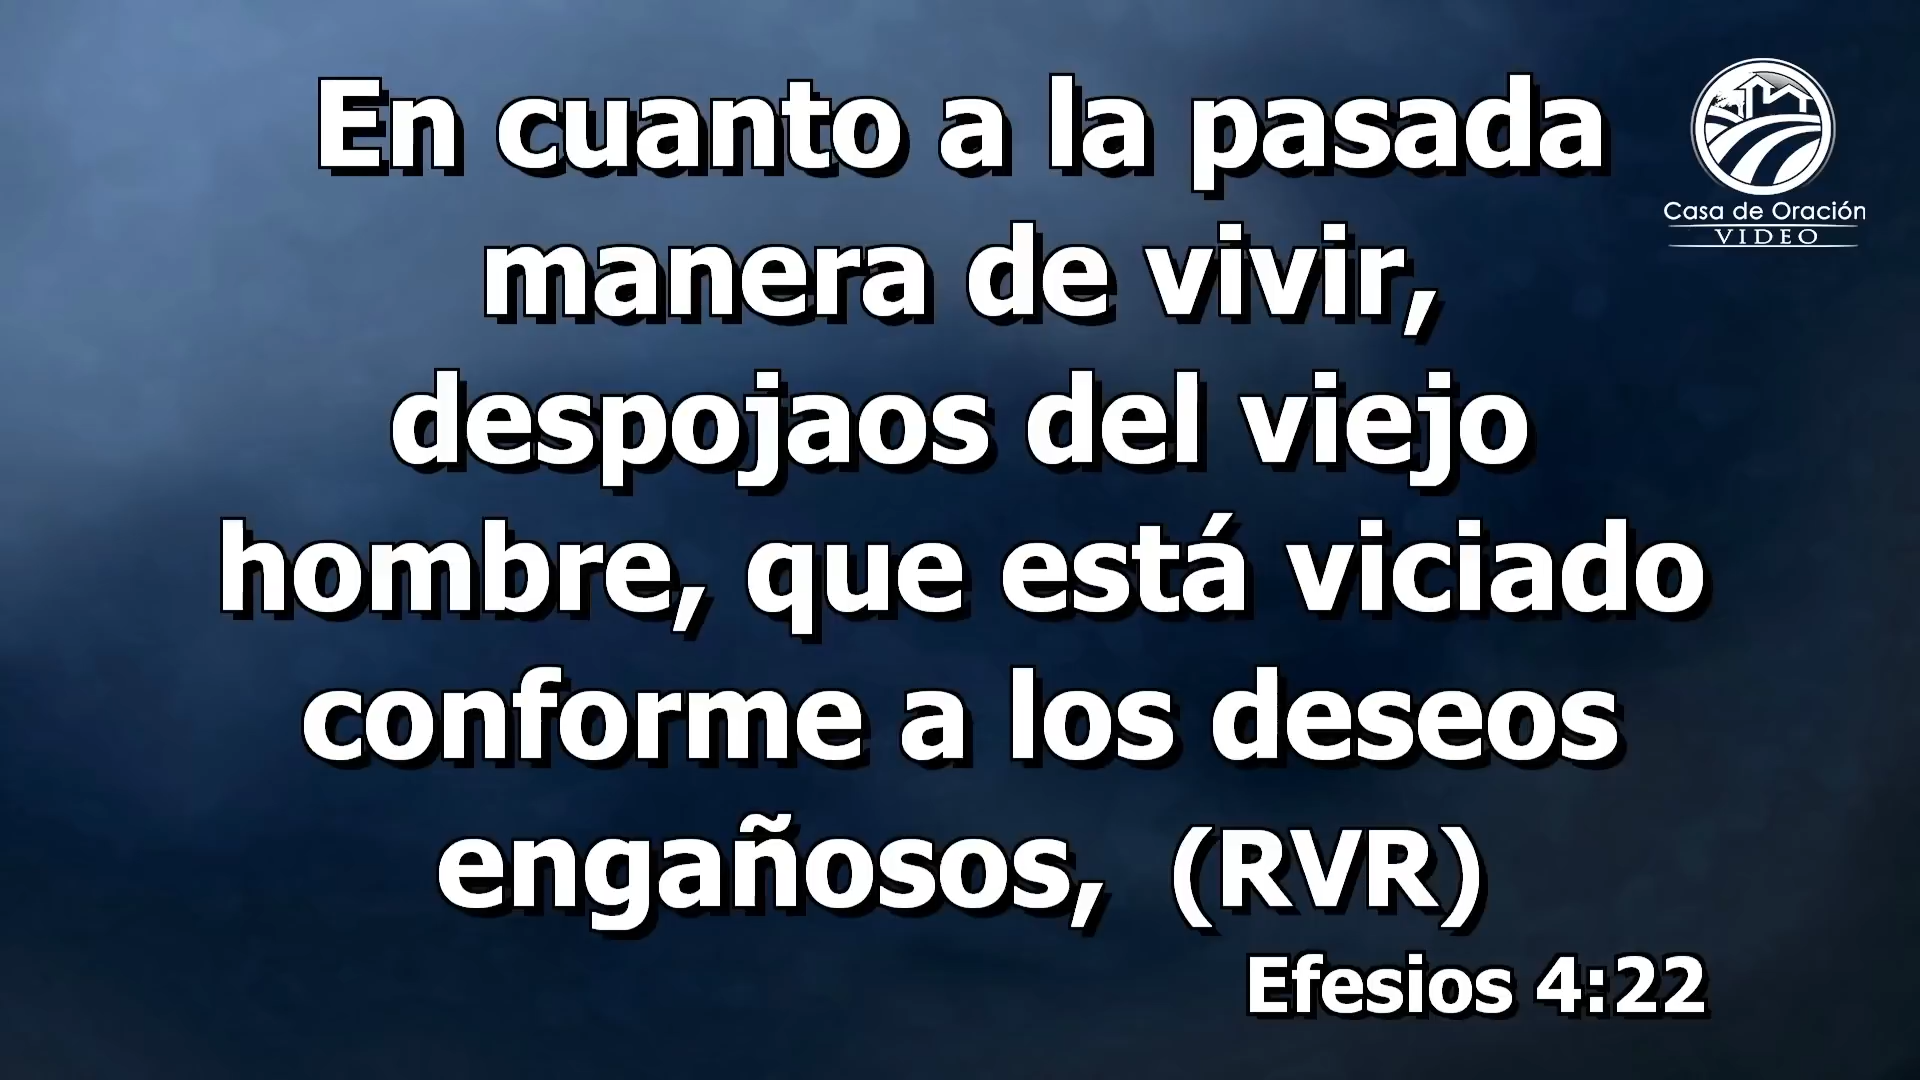 En cuanto a la pasada
manera de vivir,
despojaos del viejo
hombre, que está viciado
conforme a los deseos
engañosos, (RVR)
Efesios 4:22
Casa de Oración
VIDEO